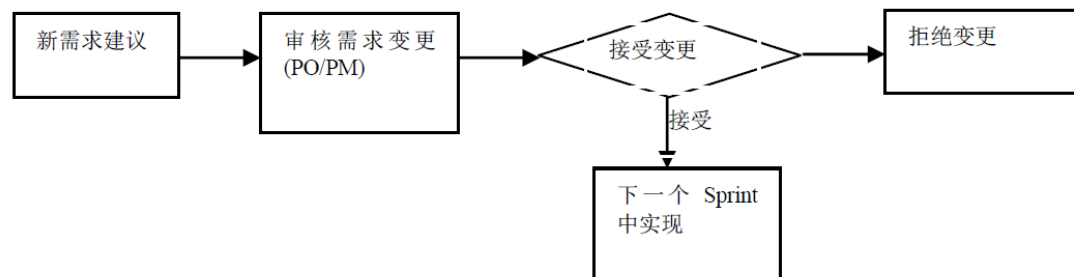 新需求建议
审核需求变更
(PO/PM)
接受变更
拒绝变更
接受
下一个 Sprint
中实现